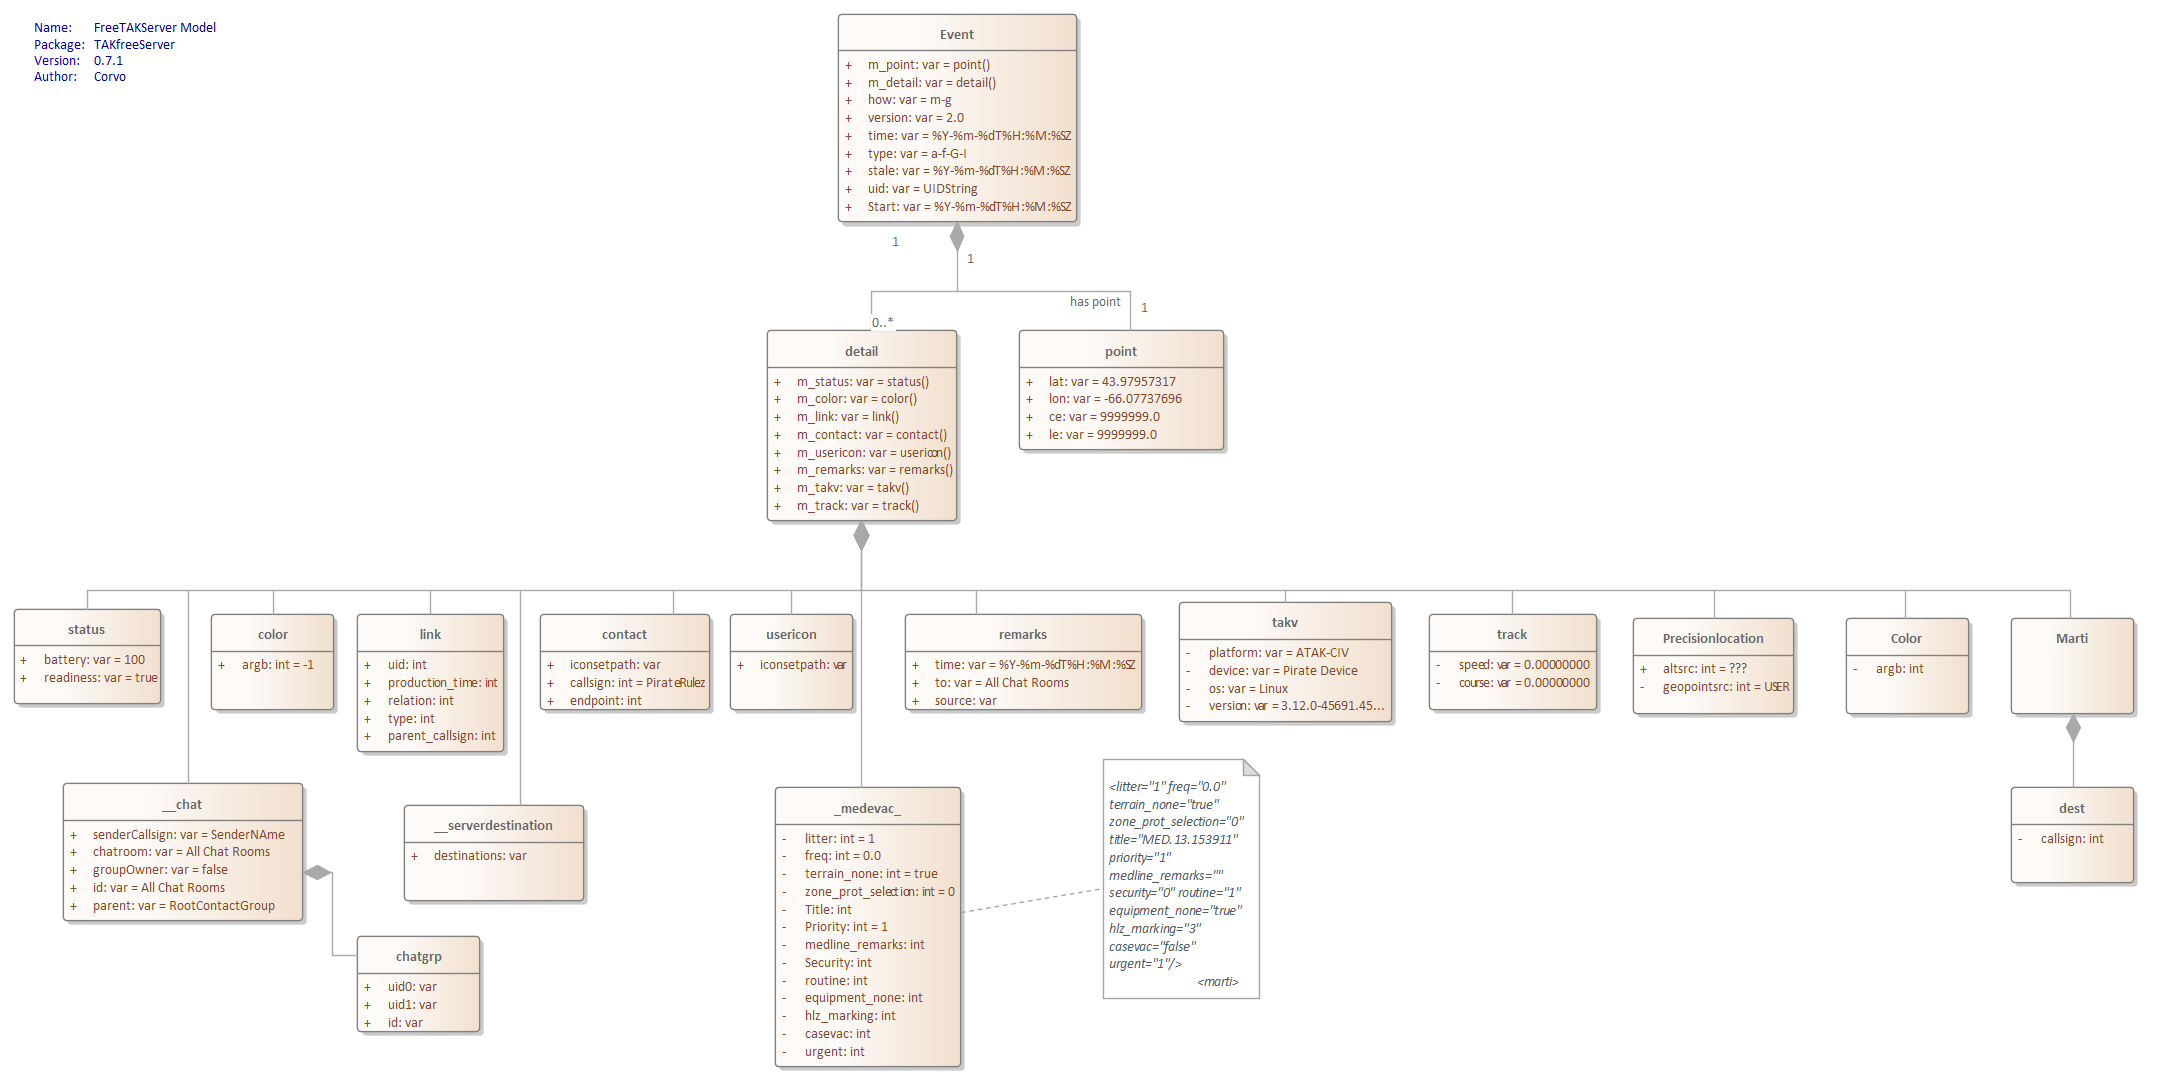 Name: FreeTAKServer Model
Package: TAKfreeServer
Version: 0.7.1
Author: Corvo
Event
+ m_point: var = point()
+ m_detail: var = detail()
+ how: var = m-g
+ version: var = 2.0
+ time: var = %Y-%m-%dT%H:%M:%SZ
+ type: var = a-f-G-I
+ stale: var = %Y-%m-%dT%H:%M:%SZ
+ uid: var = UIDString
+ Start: var = %Y-%m-%dT%H:%M:%SZ
1
1
has point
1
0..*
detail
+ m_status: var = status()
+ m_color: var = color()
+ m_link: var = link()
+ m_contact: var = contact()
+ m_usericon: var = usericon()
+ m_remarks: var = remarks()
+ m_takv: var = takv()
+ m_track: var = track()
point
+ lat: var = 43.97957317
+ lon: var = -66.07737696
+ ce: var = 9999999.0
+ le: var = 9999999.0
status
+ battery: var = 100
+ readiness: var = true
color
+ argb: int = -1
link
+ uid: int
+ production_time: int
+ relation: int
+ type: int
+ parent_callsign: int
contact
+ iconsetpath: var
+ callsign: int = PirateRulez
+ endpoint: int
usericon
+ iconsetpath: var
remarks
+ time: var = %Y-%m-%dT%H:%M:%SZ
+ to: var = All Chat Rooms
+ source: var
takv
- platform: var = ATAK-CIV
- device: var = Pirate Device
- os: var = Linux
- version: var = 3.12.0-45691.45...
track
- speed: var = 0.00000000
- course: var = 0.00000000
Precisionlocation
+ altsrc: int = ???
- geopointsrc: int = USER
Color
- argb: int
Marti
__chat
+ senderCallsign: var = SenderNAme
+ chatroom: var = All Chat Rooms
+ groupOwner: var = false
+ id: var = All Chat Rooms
+ parent: var = RootContactGroup
chatgrp
+ uid0: var
+ uid1: var
+ id: var
__serverdestination
+ destinations: var
_medevac_
- litter: int = 1
- freq: int = 0.0
- terrain_none: int = true
- zone_prot_selection: int = 0
- Title: int
- Priority: int = 1
- medline_remarks: int
- Security: int
- routine: int
- equipment_none: int
- hlz_marking: int
- casevac: int
- urgent: int
<litter="1" freq="0.0"
terrain_none="true"
zone_prot_selection="0"
title="MED.13.153911"
priority="1"
medline_remarks=""
security="0" routine="1"
equipment_none="true"
hlz_marking="3"
casevac="false"
urgent="1"/>
<marti>
dest
- callsign: int